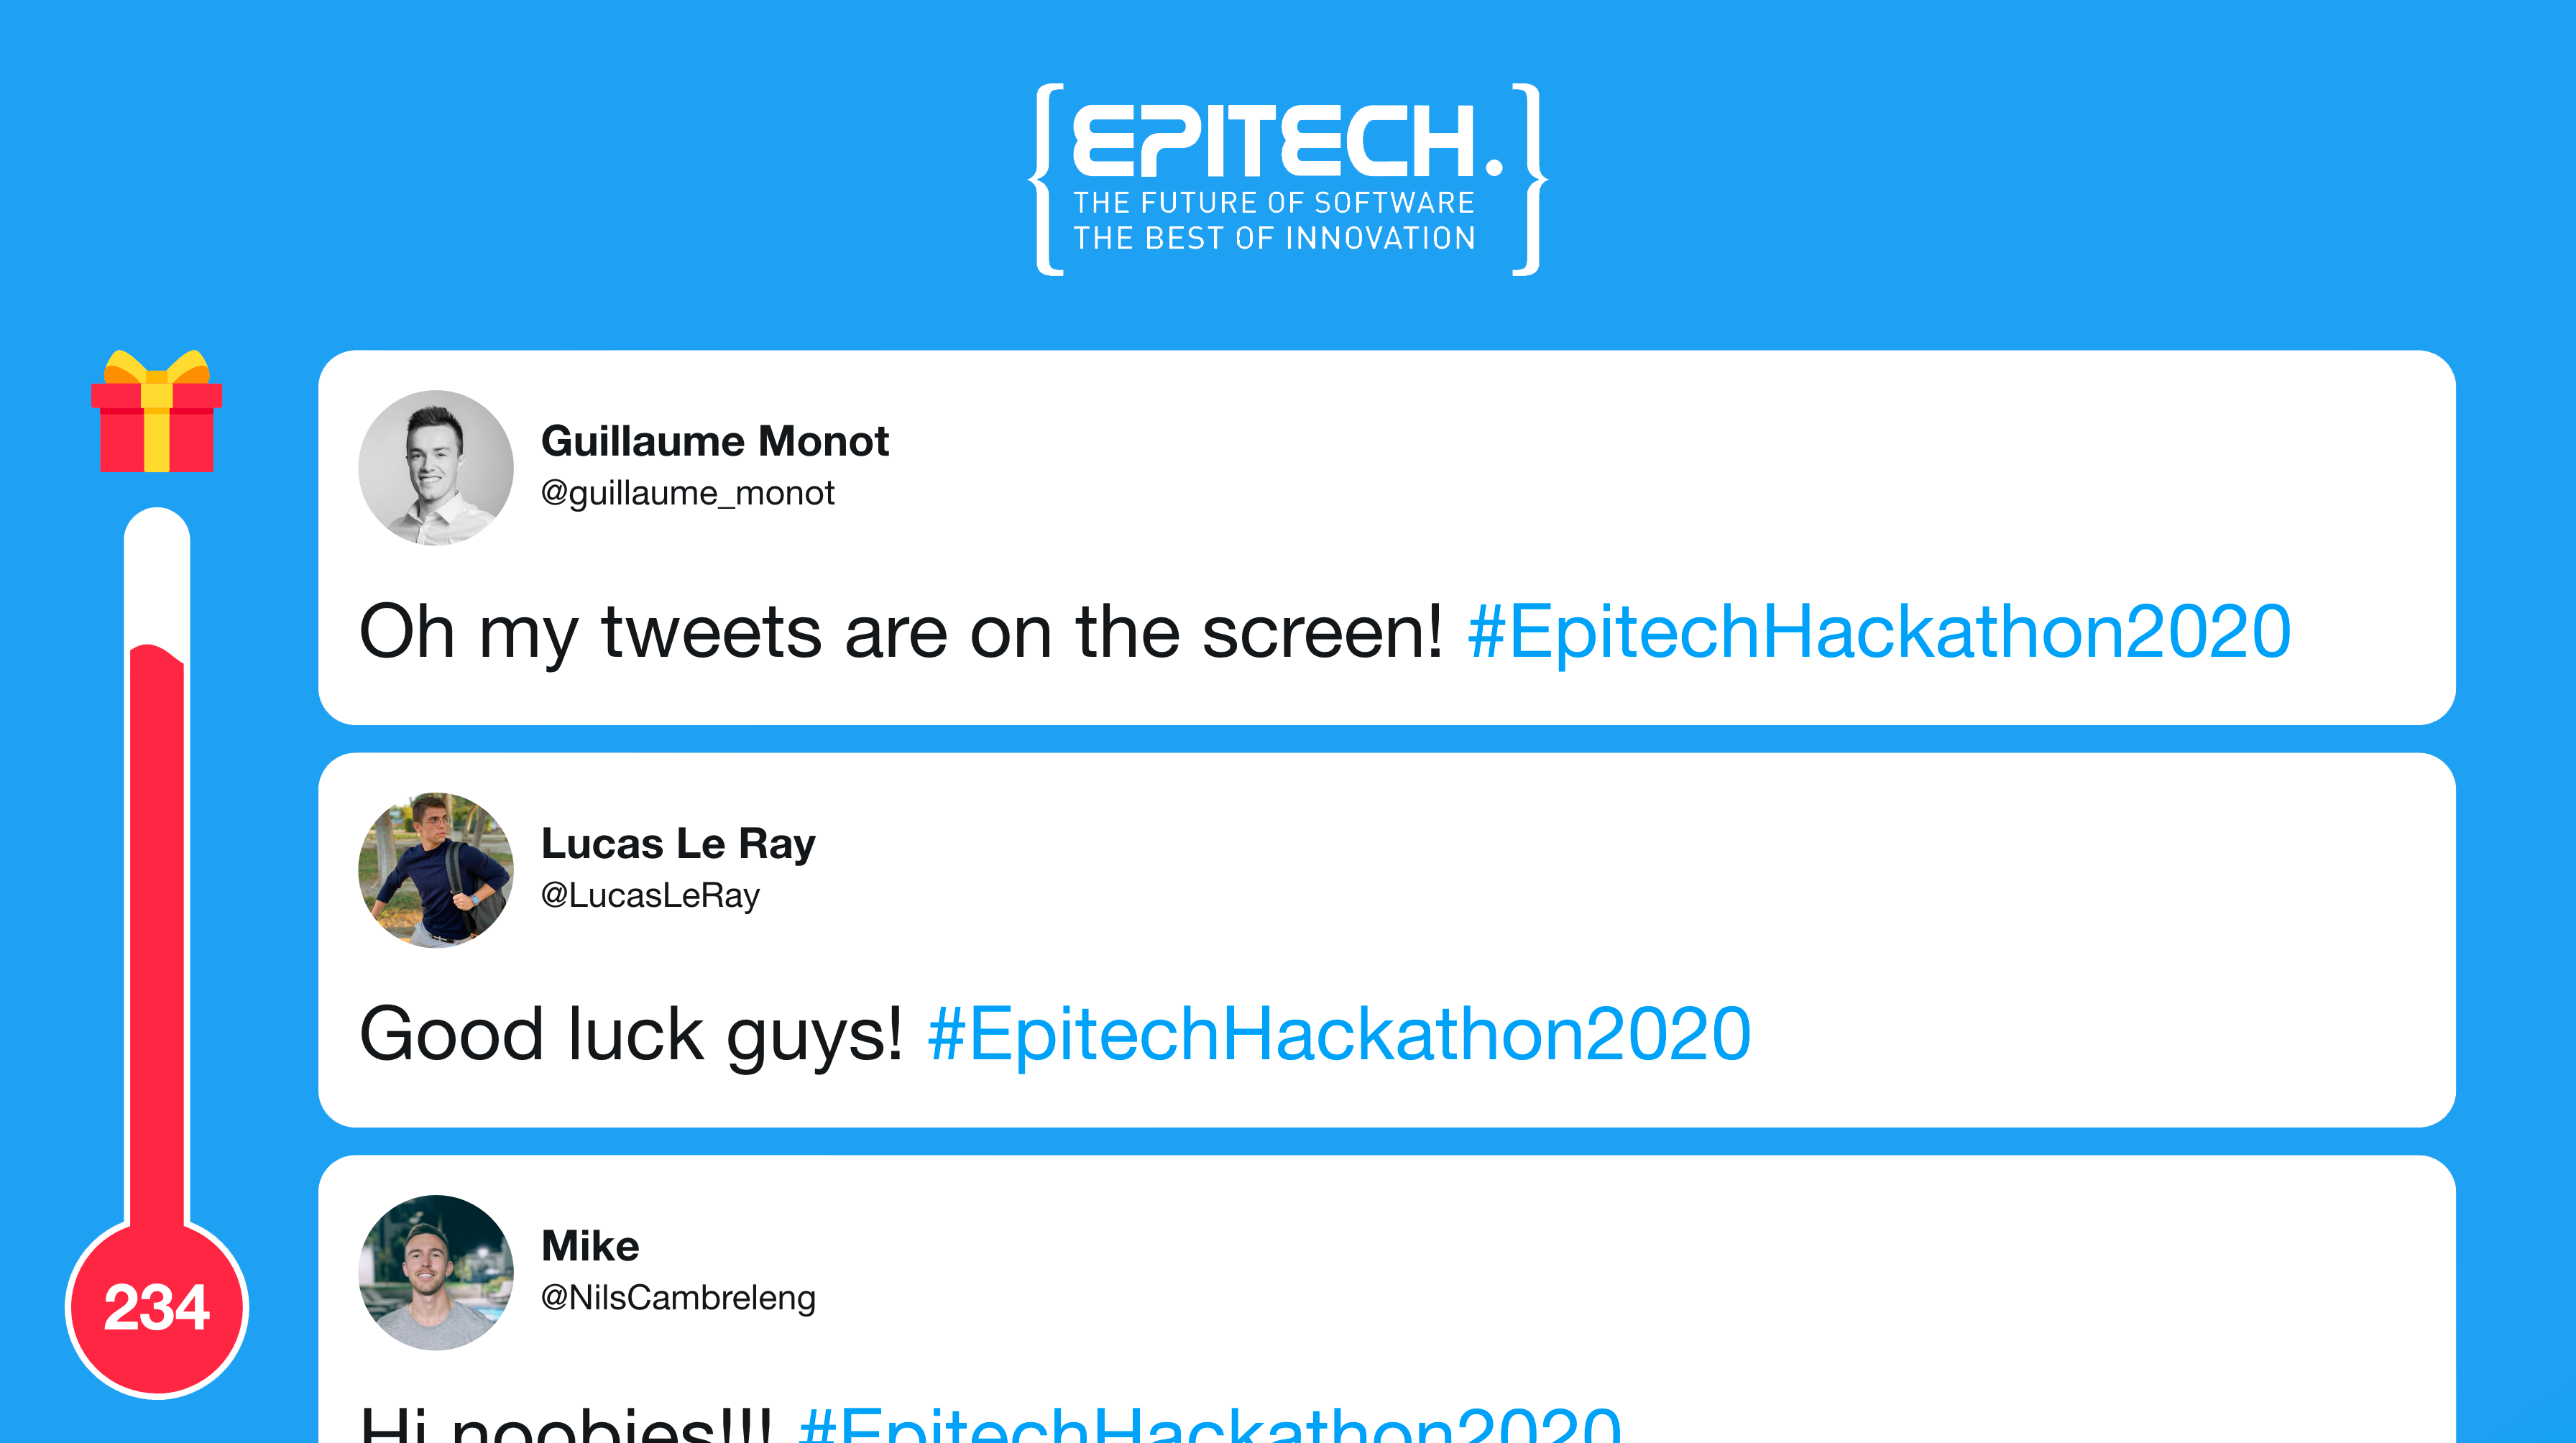 EPITECH.
THE FUTURE OF SOFTWARE
THE BEST OF INNOVATION
Guillaume Monot
@guillaume_monot
Oh my tweets are on the screen! #EpitechHackathon2020
Lucas Le Ray
@LucasLeRay
Good luck guys! #EpitechHackathon2020
Mike
@NilsCambreleng
Hi noobies!!! #EpitechHackathon2020
234